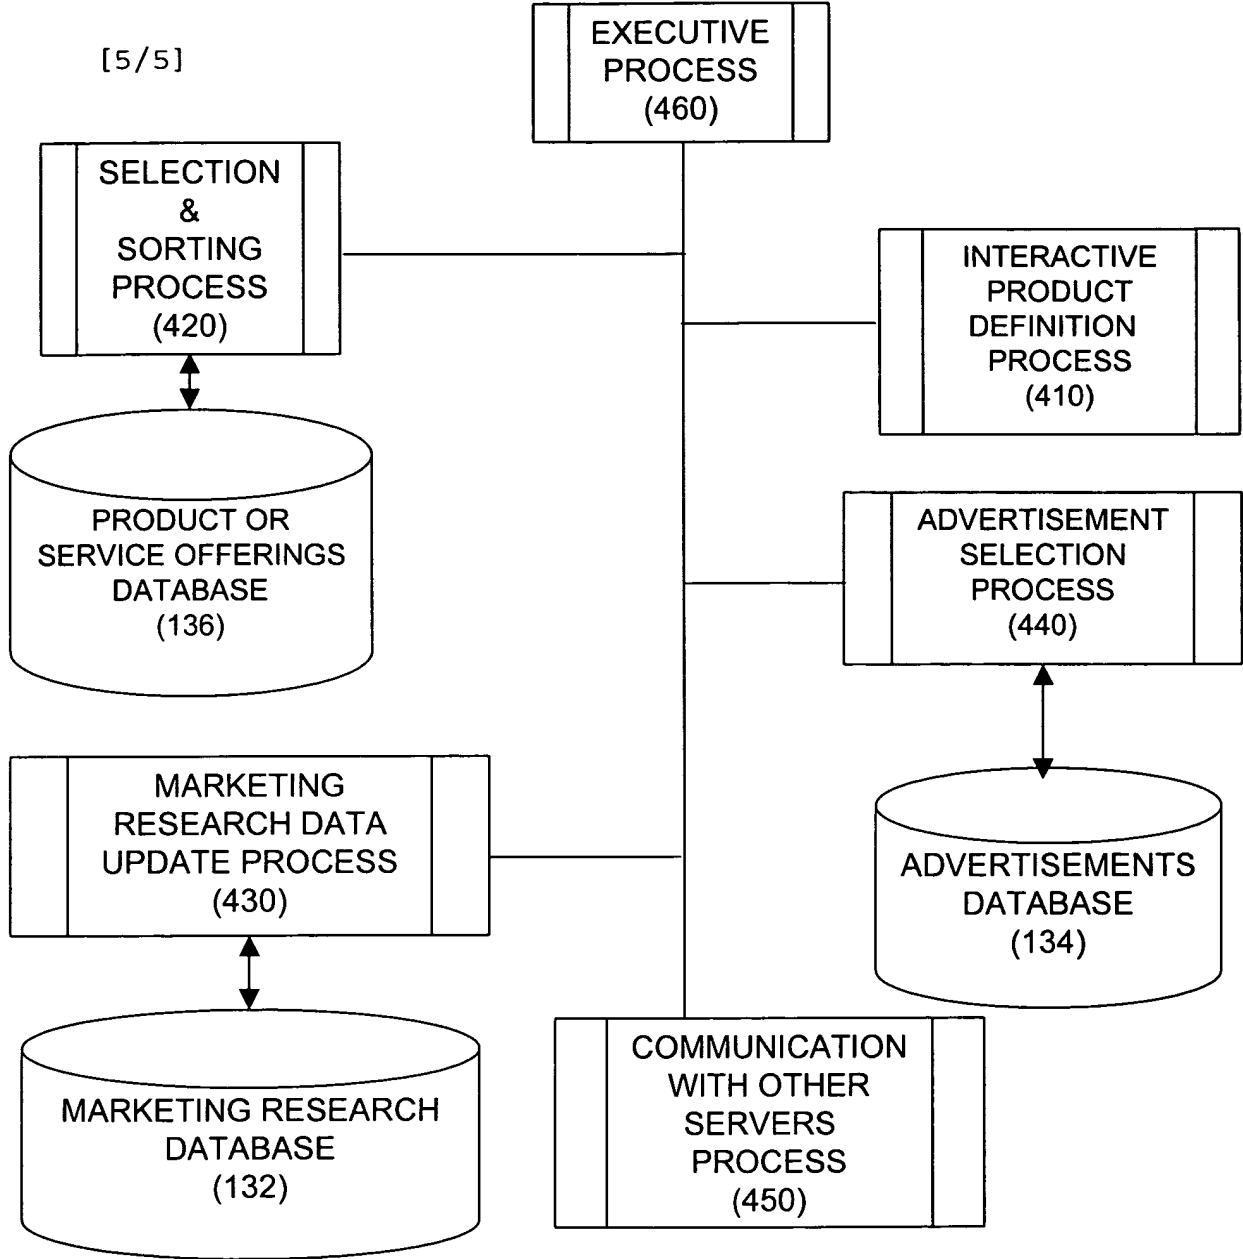 [5/5]
EXECUTIVE
PROCESS
(460)
SELECTION
&
SORTING
PROCESS
(420)
INTERACTIVE
PRODUCT
DEFINITION
PROCESS
(410)
PRODUCT OR
SERVICE OFFERINGS
DATABASE
(136)
ADVERTISEMENT
SELECTION
PROCESS
(440)
MARKETING
RESEARCH DATA
UPDATE PROCESS
(430)
ADVERTISEMENTS
DATABASE
(134)
MARKETING RESEARCH
DATABASE
(132)
COMMUNICATION
WITH OTHER
SERVERS
PROCESS
(450)